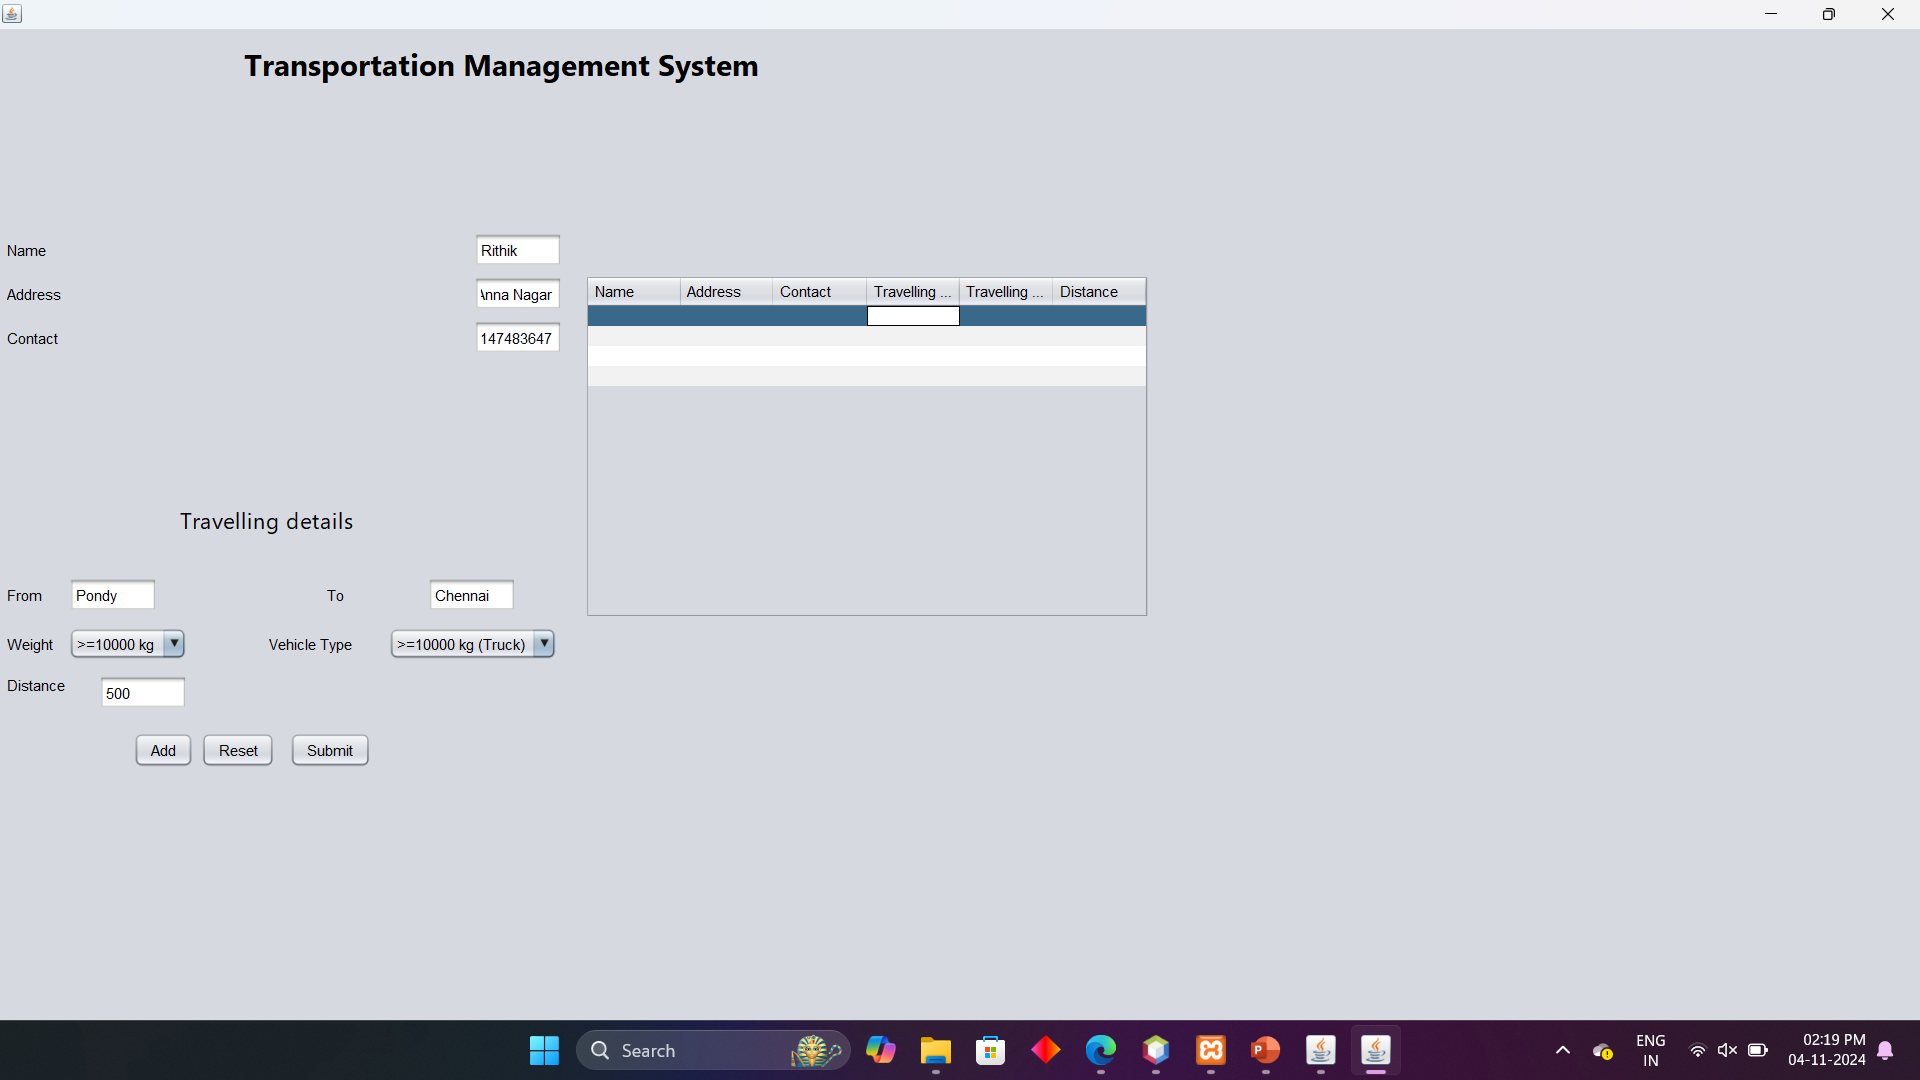 Transportation Management System
Name
Rithik
Address
Anna Nagar
Contact
147483647
Name Address Contact Travelling ... Travelling ... Distance
Travelling details
From Pondy To Chennai
Weight >=10000 kg Vehicle Type >=10000 kg (Truck)
Distance 500
Add Reset Submit
Search
ENG
IN
02:19 PM
04-11-2024